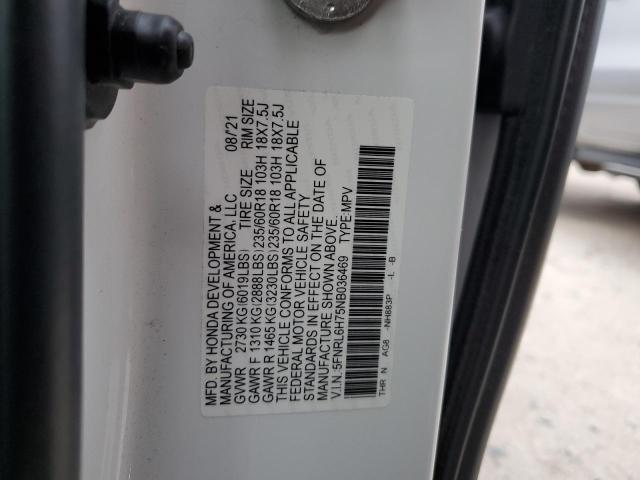 MFD. BY HONDA DEVELOPMENT &
MANUFACTURING OF AMERICA, LLC 08/21
GVWR 2730 KG (6019LBS) TIRE SIZE RIM SIZE
GAWR F 1310 KG (2888LBS) 235/60R18 103H 18X7.5J
GAWR R 1465 KG (3230LBS) 235/60R18 103H 18X7.5J
THIS VEHICLE CONFORMS TO ALL APPLICABLE
FEDERAL MOTOR VEHICLE SAFETY
STANDARDS IN EFFECT ON THE DATE OF
MANUFACTURE SHOWN ABOVE.
V.I.N. 5FNRL6H75NB036469 TYPE:MPV
THR N AG8 -NH883P -L -B